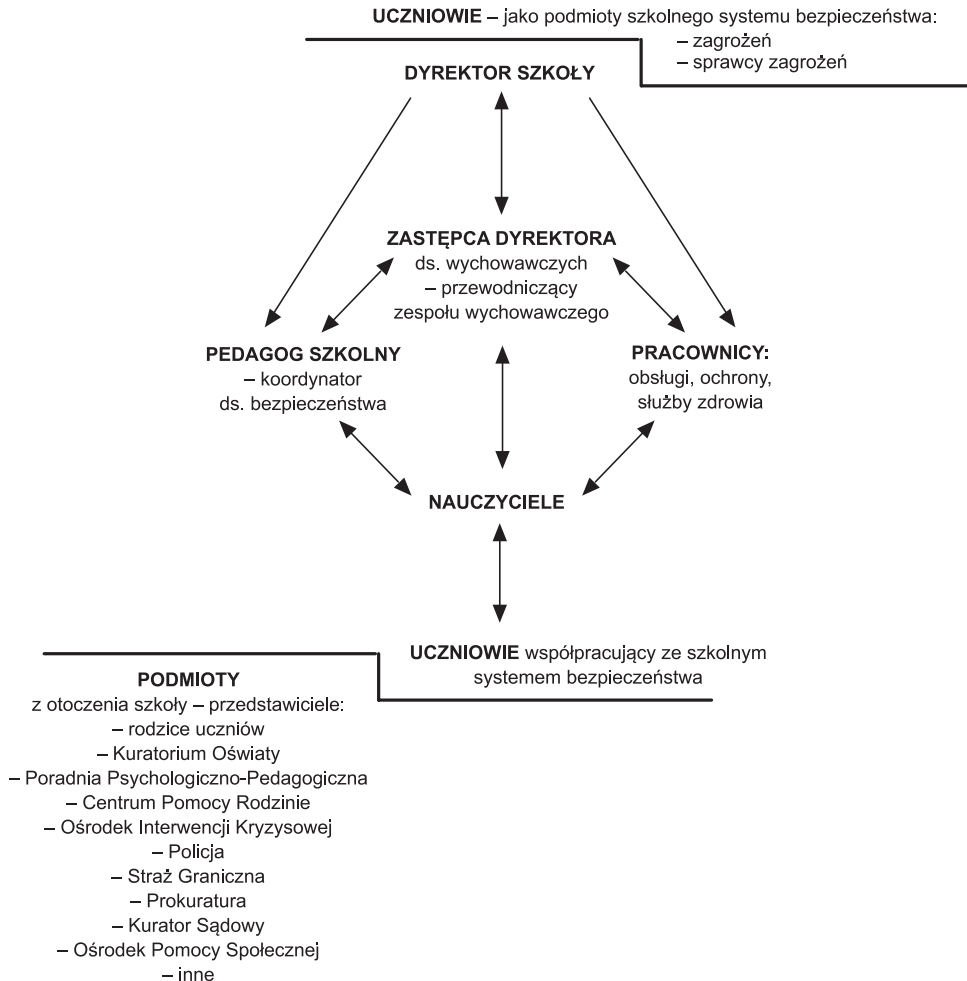 UCZNIOWIE – jako podmioty szkolnego systemu bezpieczeństwa:
– zagrożeń
– sprawcy zagrożeń
DYREKTOR SZKOŁY
ZASTĘPCA DYREKTORA
ds. wychowawczych
– przewodniczący
zespołu wychowawczego
PEDAGOG SZKOLNY
– koordynator
ds. bezpieczeństwa
PRACOWNICY:
obsługi, ochrony,
służby zdrowia
NAUCZYCIELE
UCZNIOWIE współpracujący ze szkolnym
systemem bezpieczeństwa
PODMIOTY
z otoczenia szkoły – przedstawiciele:
– rodzice uczniów
– Kuratorium Oświaty
– Poradnia Psychologiczno-Pedagogiczna
– Centrum Pomocy Rodzinie
– Ośrodek Interwencji Kryzysowej
– Policja
– Straż Graniczna
– Prokuratura
– Kurator Sądowy
– Ośrodek Pomocy Społecznej
– inne